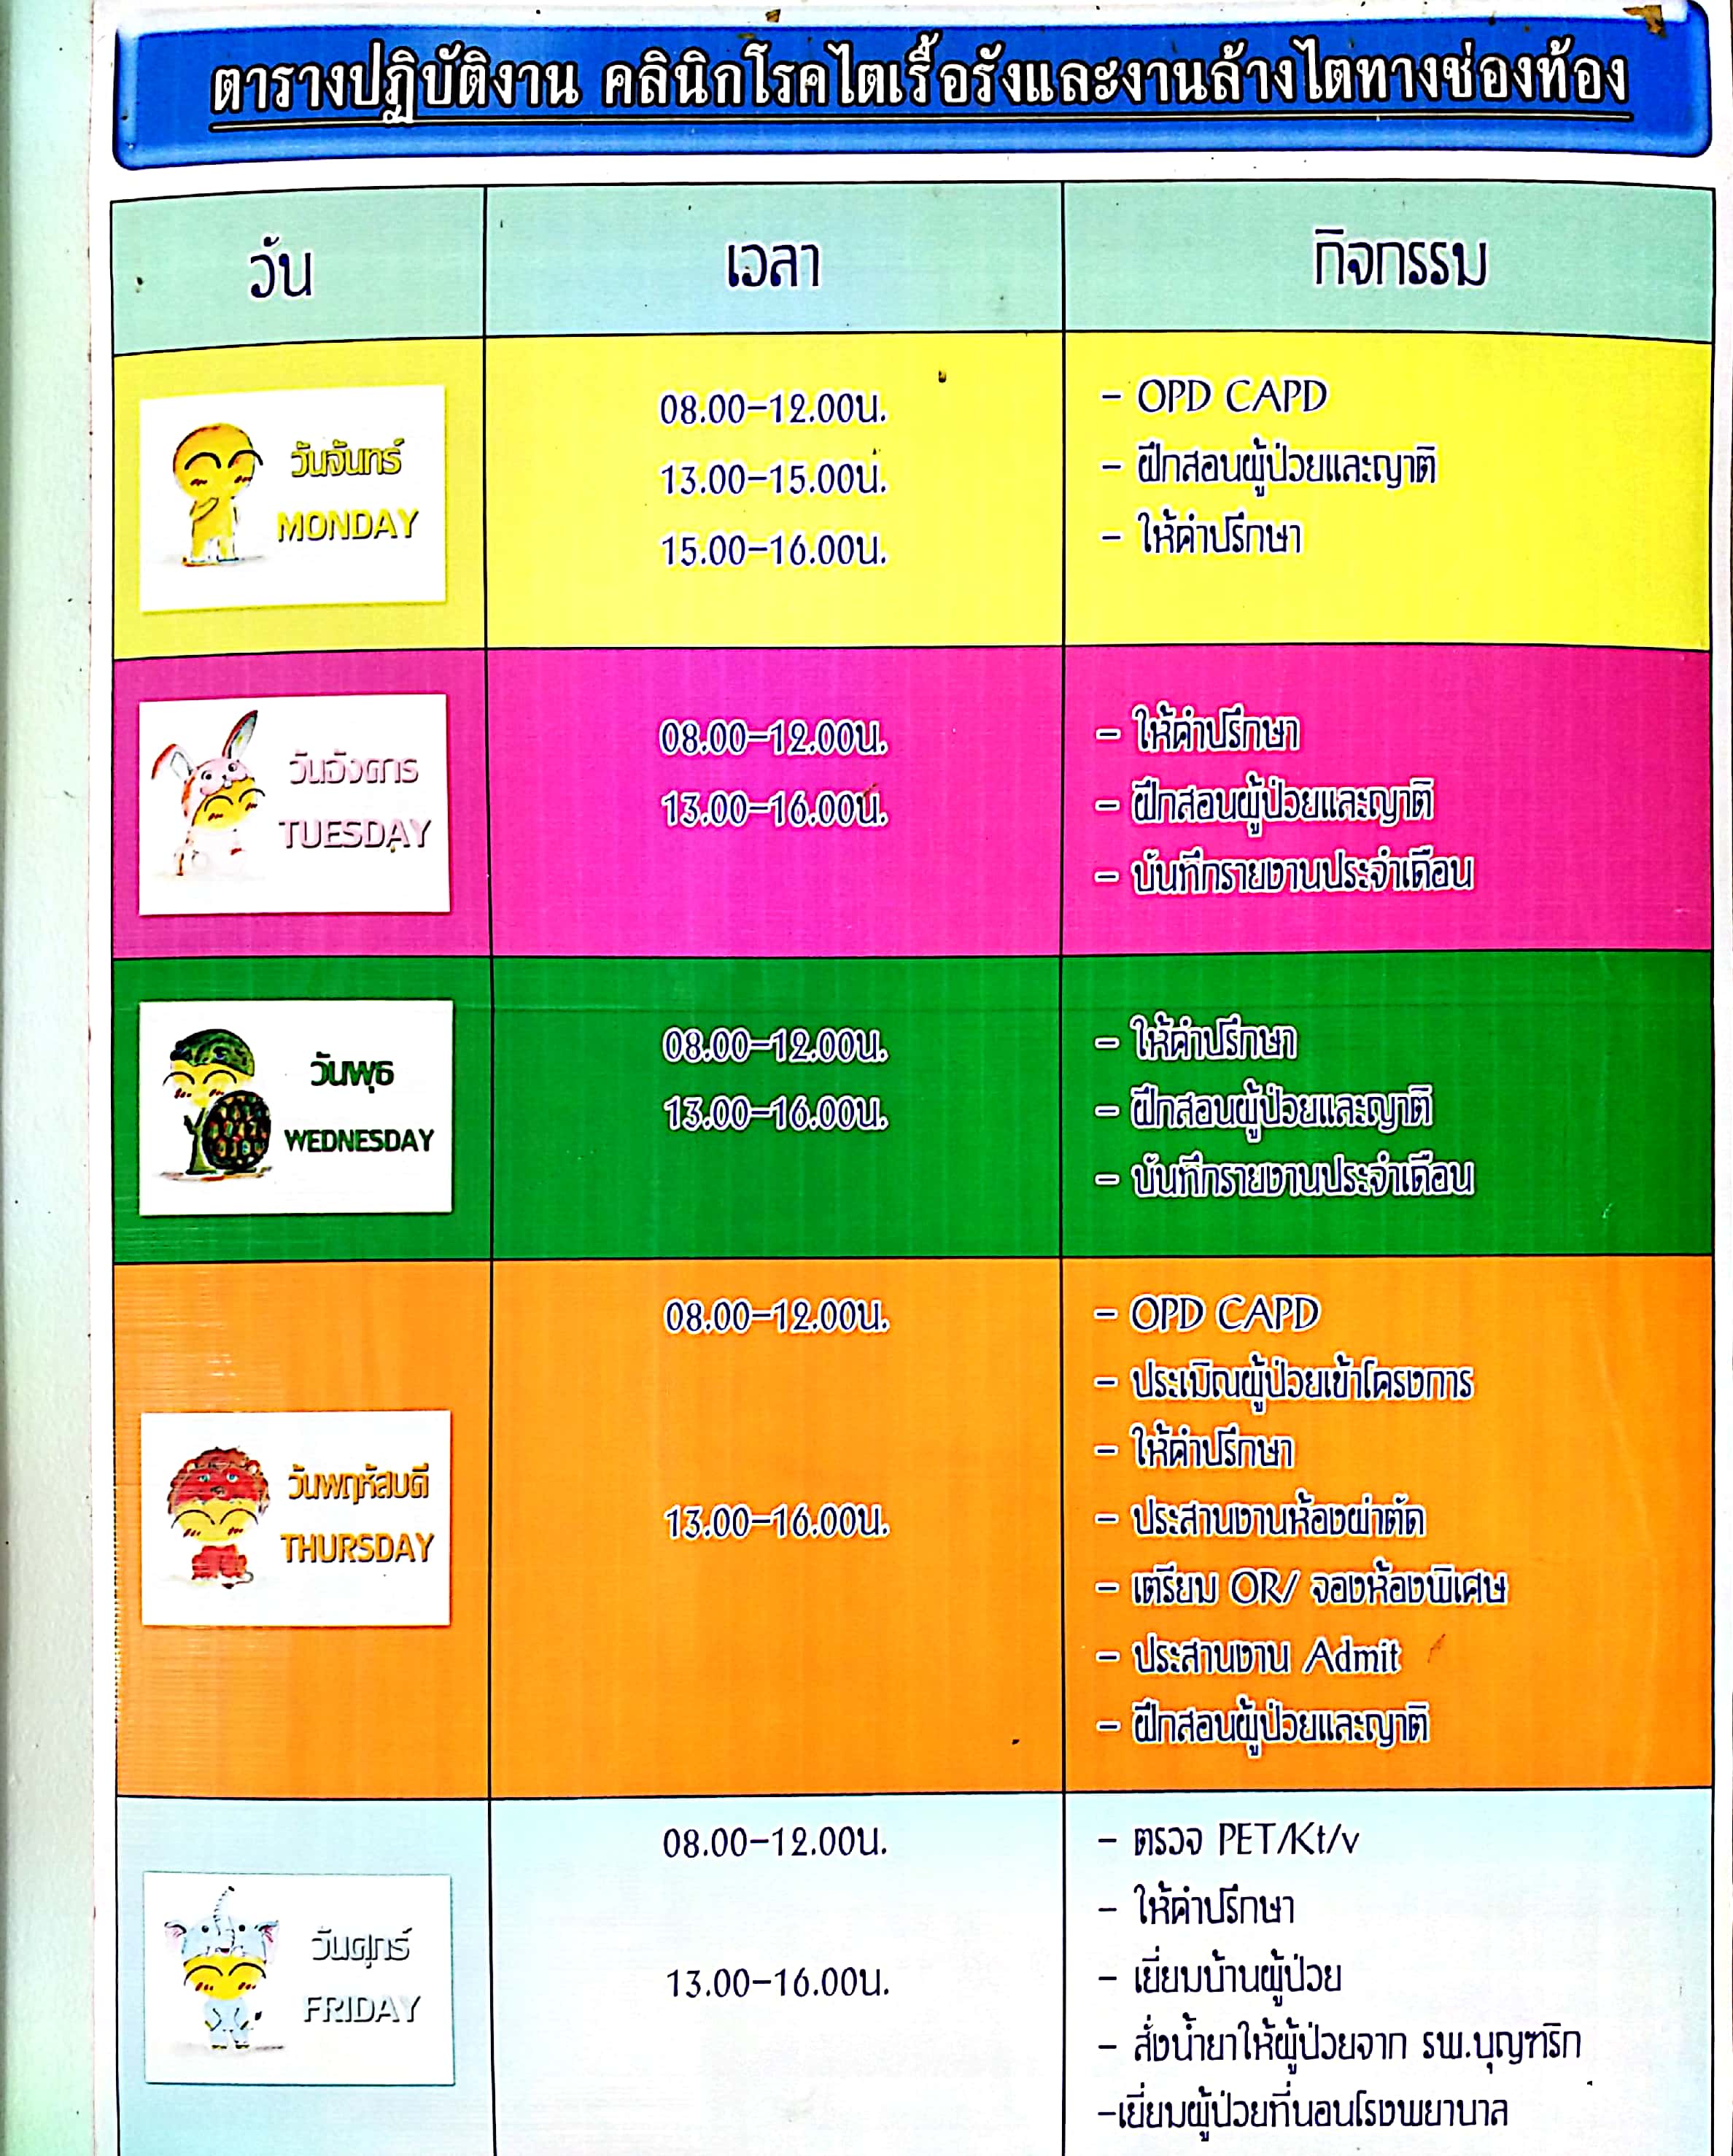 ตารางปฏิบัติงาน คลินิกโรคไตเรื้อรังและงานล้างไตทางช่องท้อง
วัน เวลา กิจกรรม
วันจันทร์
MONDAY
08.00-12.00น.
13.00-15.00น.
15.00-16.00น.
- OPD CAPD
- ฝึกสอนผู้ป่วยและญาติ
- ให้คำปรึกษา
วันอังคาร
TUESDAY
08.00-12.00น.
13.00-16.00น.
- ให้คำปรึกษา
- ฝึกสอนผู้ป่วยและญาติ
- บันทึกรายงานประจำเดือน
วันพุธ
WEDNESDAY
08.00-12.00น.
13.00-16.00น.
- ให้คำปรึกษา
- ฝึกสอนผู้ป่วยและญาติ
- บันทึกรายงานประจำเดือน
วันพฤหัสบดี
THURSDAY
08.00-12.00น.
13.00-16.00น.
- OPD CAPD
- ประเมิณผู้ป่วยเข้าโครงการ
- ให้คำปรึกษา
- ประสานงานห้องผ่าตัด
- เตรียม OR/ จองห้องพิเศษ
- ประสานงาน Admit
- ฝึกสอนผู้ป่วยและญาติ
วันศุกร์
FRIDAY
08.00-12.00น.
13.00-16.00น.
- ตรวจ PET/Kt/v
- ให้คำปรึกษา
- เยี่ยมบ้านผู้ป่วย
- สั่งน้ำยาให้ผู้ป่วยจาก รพ.บุญฑริก
-เยี่ยมผู้ป่วยที่นอนโรงพยาบาล